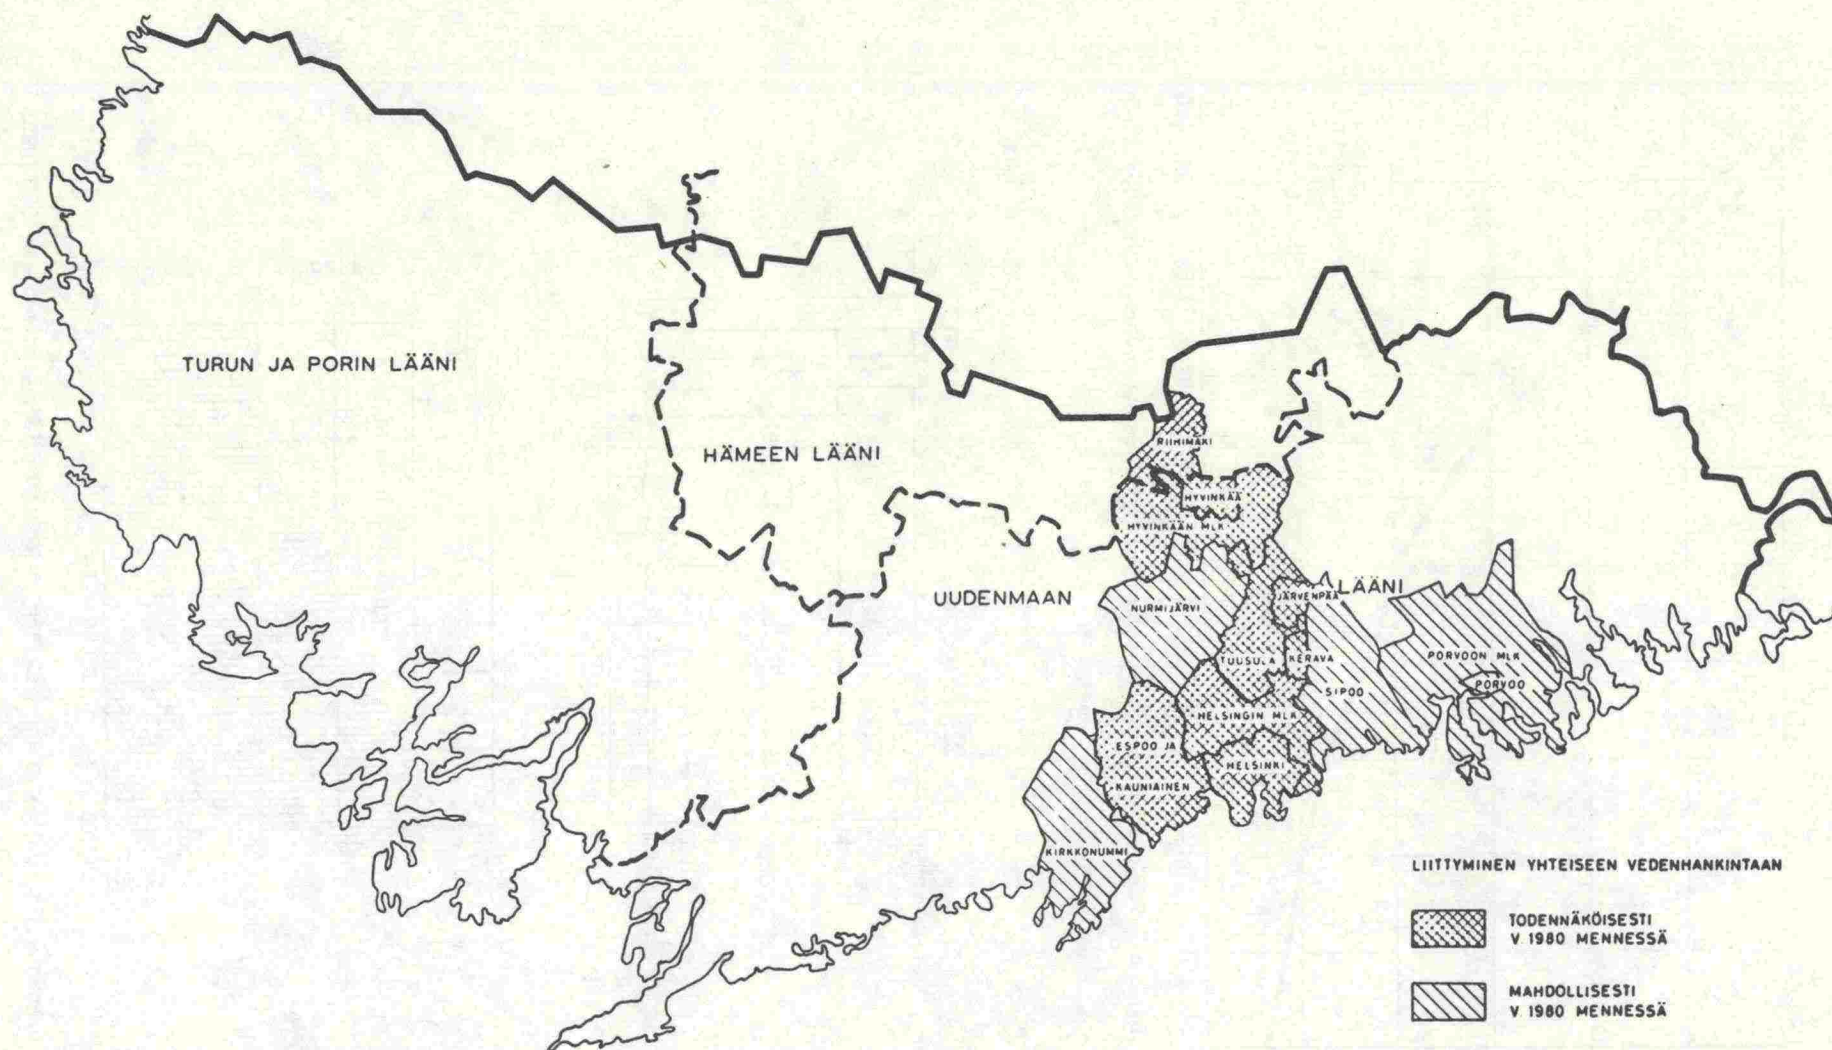 TURUN JA PORIN LÄÄNI
HÄMEEN LÄÄNI
UUDENMAAN LÄÄNI
RIIHIMÄKI
HYVINKÄÄ
HYVINKÄÄN MLK
NURMIJÄRVI
JÄRVENPÄÄ
TUUSULA
KERAVA
SIPOO
PORVOON MLK
PORVOO
HELSINGIN MLK
ESPOO JA
KAUNIAINEN
HELSINKI
KIRKKONUMMI
LIITTYMINEN YHTEISEEN VEDENHANKINTAAN
TODENNÄKÖISESTI
V. 1980 MENNESSÄ
MAHDOLLISESTI
V. 1980 MENNESSÄ